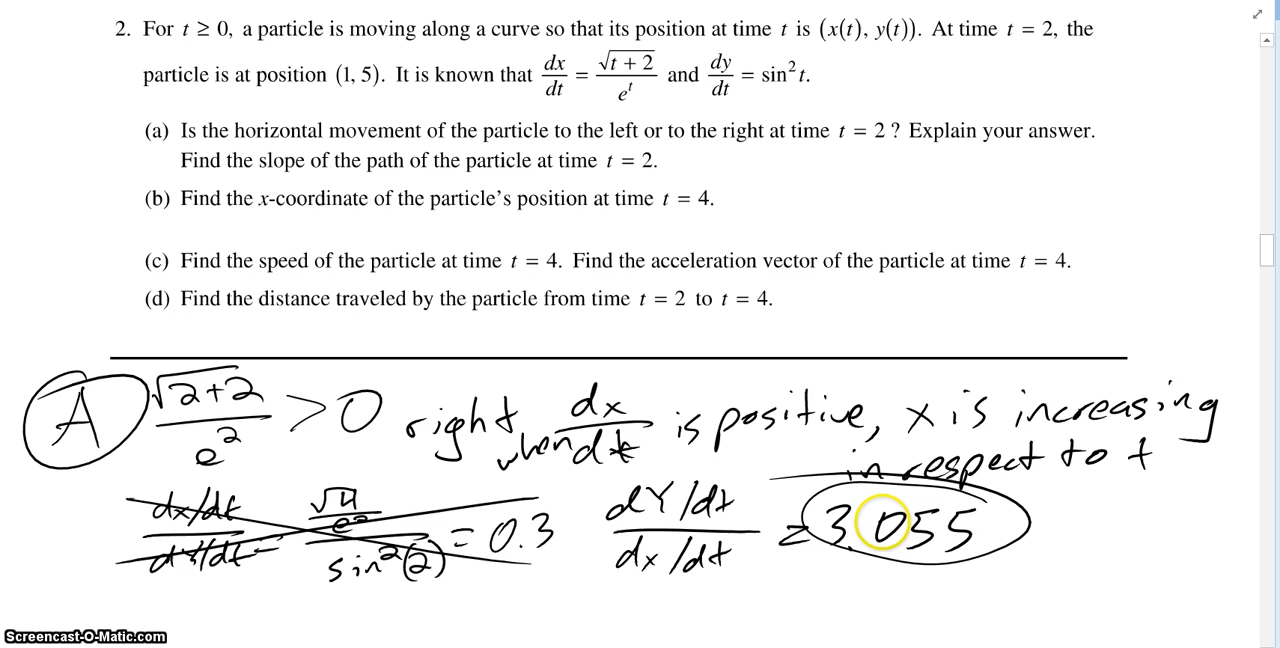 2. For t ≥ 0, a particle is moving along a curve so that its position at time t is (x(t), y(t)). At time t = 2, the
particle is at position (1, 5). It is known that dx/dt = √(t + 2)/e^t and dy/dt = sin² t.
(a) Is the horizontal movement of the particle to the left or to the right at time t = 2 ? Explain your answer.
Find the slope of the path of the particle at time t = 2.
(b) Find the x-coordinate of the particle's position at time t = 4.
(c) Find the speed of the particle at time t = 4. Find the acceleration vector of the particle at time t = 4.
(d) Find the distance traveled by the particle from time t = 2 to t = 4.
A √(2+2)/e² > 0 right when dx/dt is positive, x is increasing
in respect to t
(dx/dt)/(dy/dt) = (√4/e²)/(sin²(2)) = 0.3 (dY/dt)/(dx/dt) = 3.055
Screencast-O-Matic.com